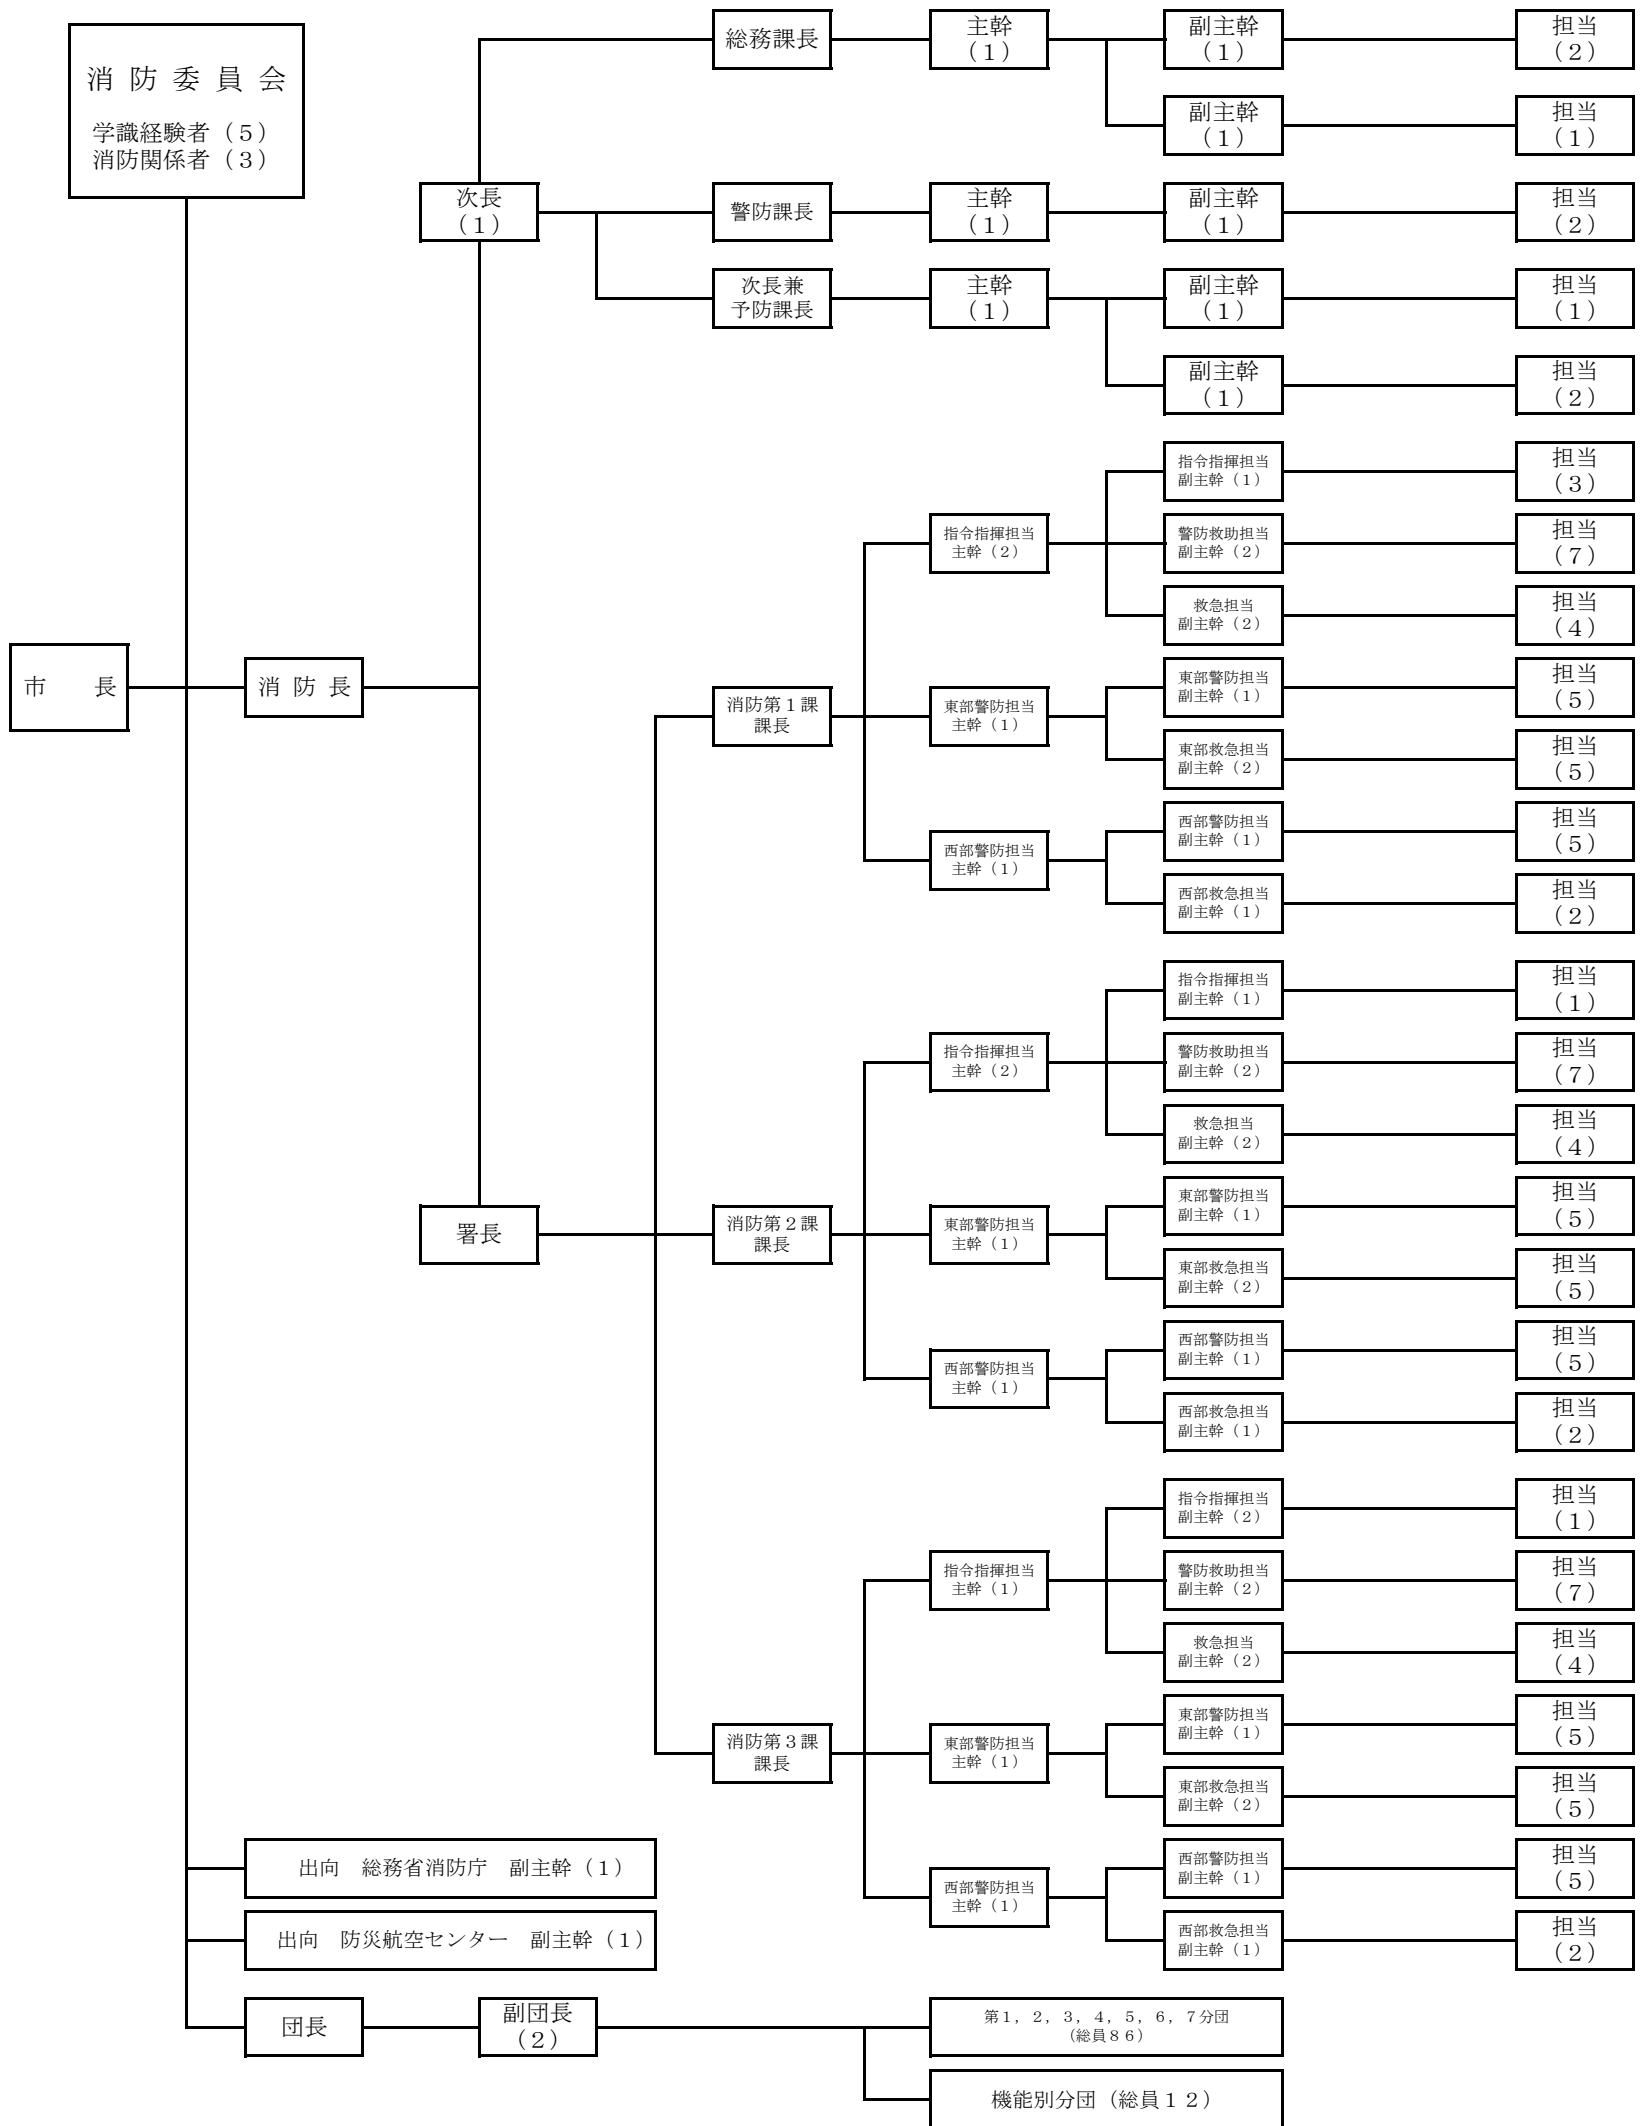 消 防 委 員 会
学識経験者（５）
消防関係者（３）
市　　長
消 防 長
次長
（１）
総務課長
主幹
（１）
副主幹
（１）
担当
（２）
副主幹
（１）
担当
（１）
警防課長
主幹
（１）
副主幹
（１）
担当
（２）
次長兼
予防課長
主幹
（１）
副主幹
（１）
担当
（１）
副主幹
（１）
担当
（２）
署長
消防第１課
課長
指令指揮担当
主幹（２）
指令指揮担当
副主幹（１）
担当
（３）
警防救助担当
副主幹（２）
担当
（７）
救急担当
副主幹（２）
担当
（４）
東部警防担当
主幹（１）
東部警防担当
副主幹（１）
担当
（５）
東部救急担当
副主幹（２）
担当
（５）
西部警防担当
主幹（１）
西部警防担当
副主幹（１）
担当
（５）
西部救急担当
副主幹（１）
担当
（２）
消防第２課
課長
指令指揮担当
主幹（２）
指令指揮担当
副主幹（１）
担当
（１）
警防救助担当
副主幹（２）
担当
（７）
救急担当
副主幹（２）
担当
（４）
東部警防担当
主幹（１）
東部警防担当
副主幹（１）
担当
（５）
東部救急担当
副主幹（２）
担当
（５）
西部警防担当
主幹（１）
西部警防担当
副主幹（１）
担当
（５）
西部救急担当
副主幹（１）
担当
（２）
消防第３課
課長
指令指揮担当
主幹（１）
指令指揮担当
副主幹（２）
担当
（１）
警防救助担当
副主幹（２）
担当
（７）
救急担当
副主幹（２）
担当
（４）
東部警防担当
主幹（１）
東部警防担当
副主幹（１）
担当
（５）
東部救急担当
副主幹（２）
担当
（５）
西部警防担当
主幹（１）
西部警防担当
副主幹（１）
担当
（５）
西部救急担当
副主幹（１）
担当
（２）
出向　総務省消防庁　副主幹（１）
出向　防災航空センター　副主幹（１）
団長
副団長
（２）
第１，２，３，４，５，６，７分団
（総員８６）
機能別分団（総員１２）